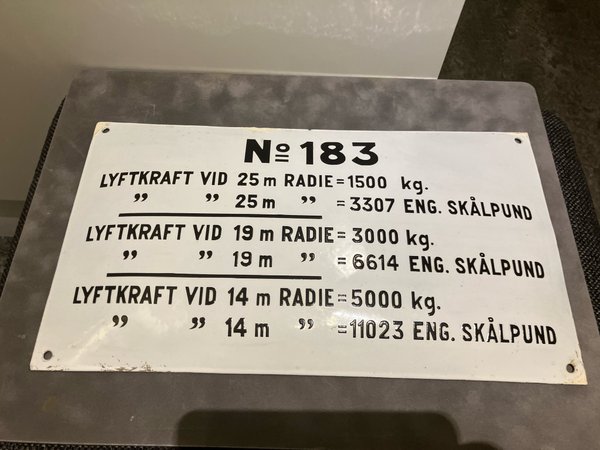 Nº 183
LYFTKRAFT VID 25 m RADIE = 1500 kg.
” ” 25 m ” = 3307 ENG. SKÅLPUND
LYFTKRAFT VID 19 m RADIE = 3000 kg.
” ” 19 m ” = 6614 ENG. SKÅLPUND
LYFTKRAFT VID 14 m RADIE = 5000 kg.
” ” 14 m ” = 11023 ENG. SKÅLPUND